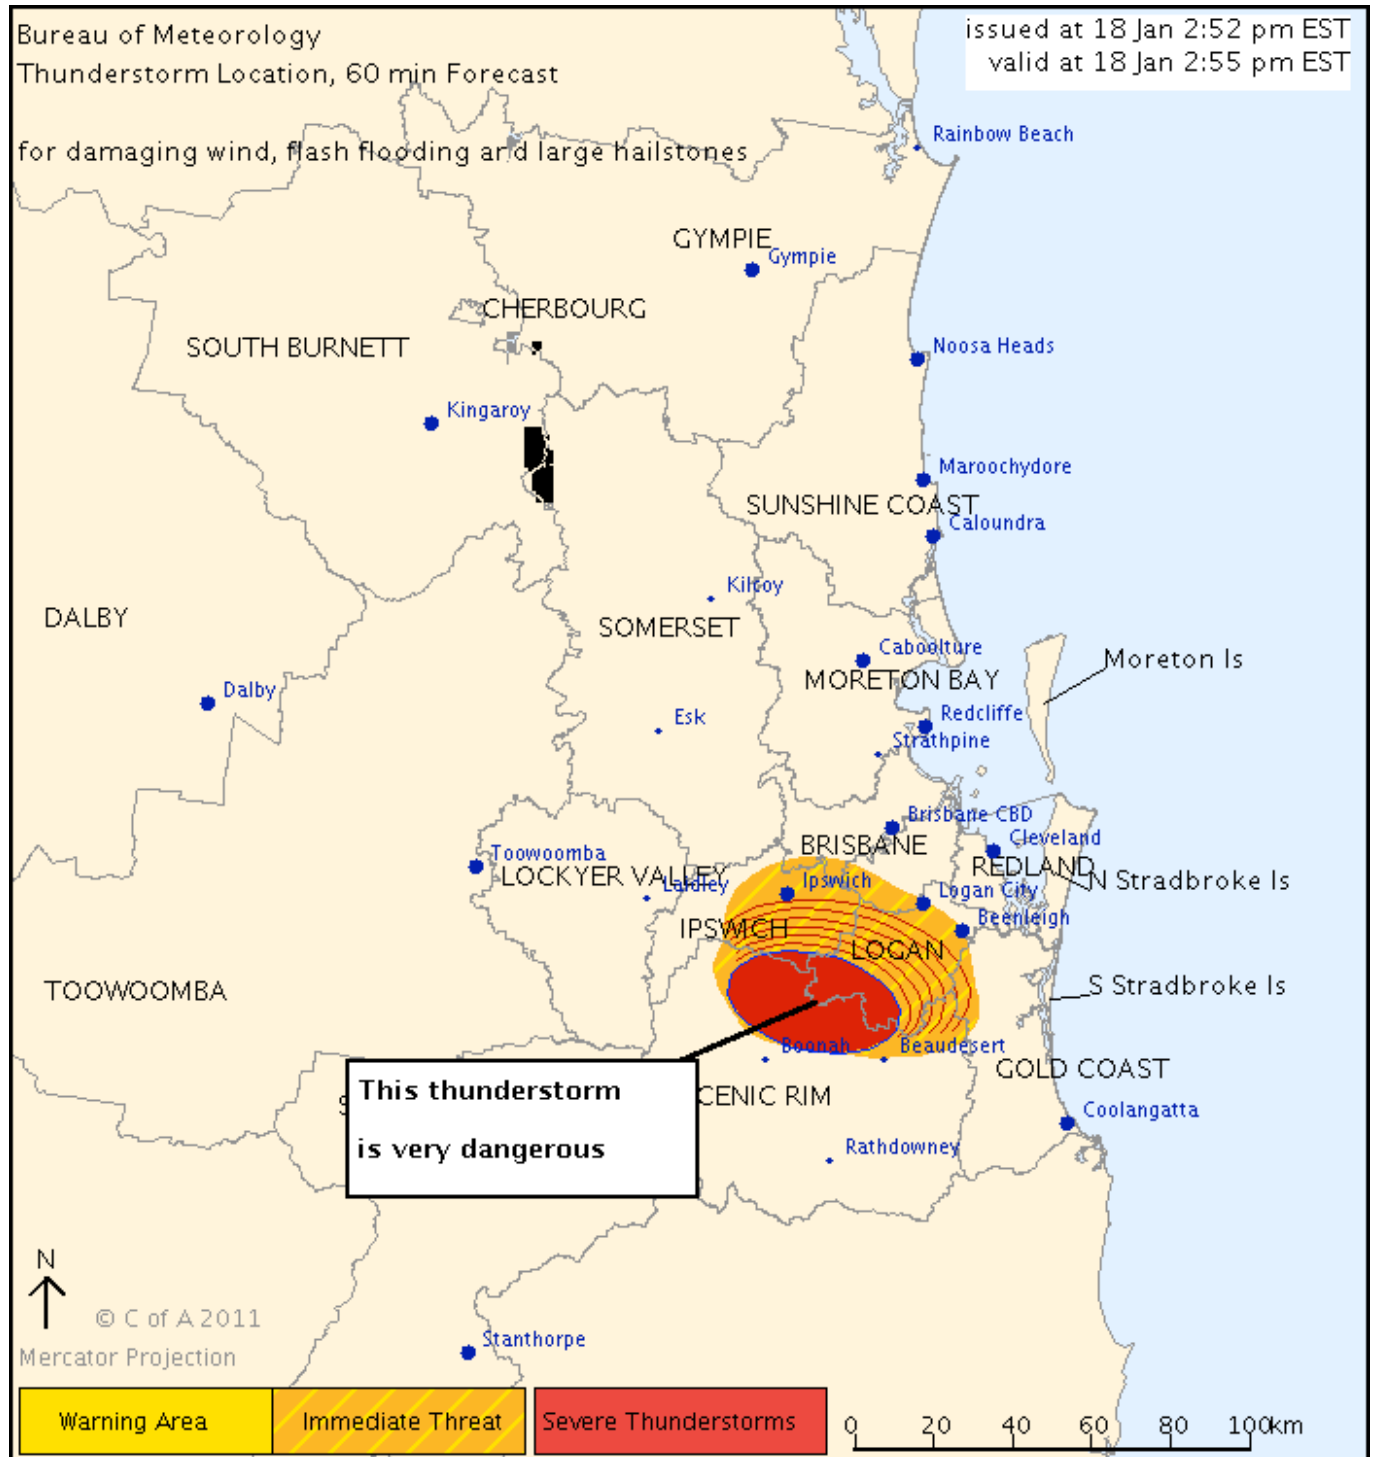 Bureau of Meteorology
Thunderstorm Location, 60 min Forecast
for damaging wind, flash flooding and large hailstones
issued at 18 Jan 2:52 pm EST
valid at 18 Jan 2:55 pm EST
Rainbow Beach
GYMPIE
Gympie
CHERBOURG
SOUTH BURNETT
Noosa Heads
Kingaroy
Maroochydore
SUNSHINE COAST
Caloundra
Kilcoy
DALBY
SOMERSET
Caboolture
Moreton Is
MORETON BAY
Dalby
Esk
Redcliffe
Strathpine
Brisbane CBD
BRISBANE
Cleveland
Toowoomba
LOCKYER VALLEY
Laidley
Ipswich
REDLAND
N Stradbroke Is
Logan City
Beenleigh
IPSWICH
LOGAN
TOOWOOMBA
S Stradbroke Is
Boonah
Beaudesert
GOLD COAST
This thunderstorm
is very dangerous
S
CENIC RIM
Coolangatta
Rathdowney
N
© C of A 2011
Mercator Projection
Stanthorpe
Warning Area
Immediate Threat
Severe Thunderstorms
0 20 40 60 80 100km